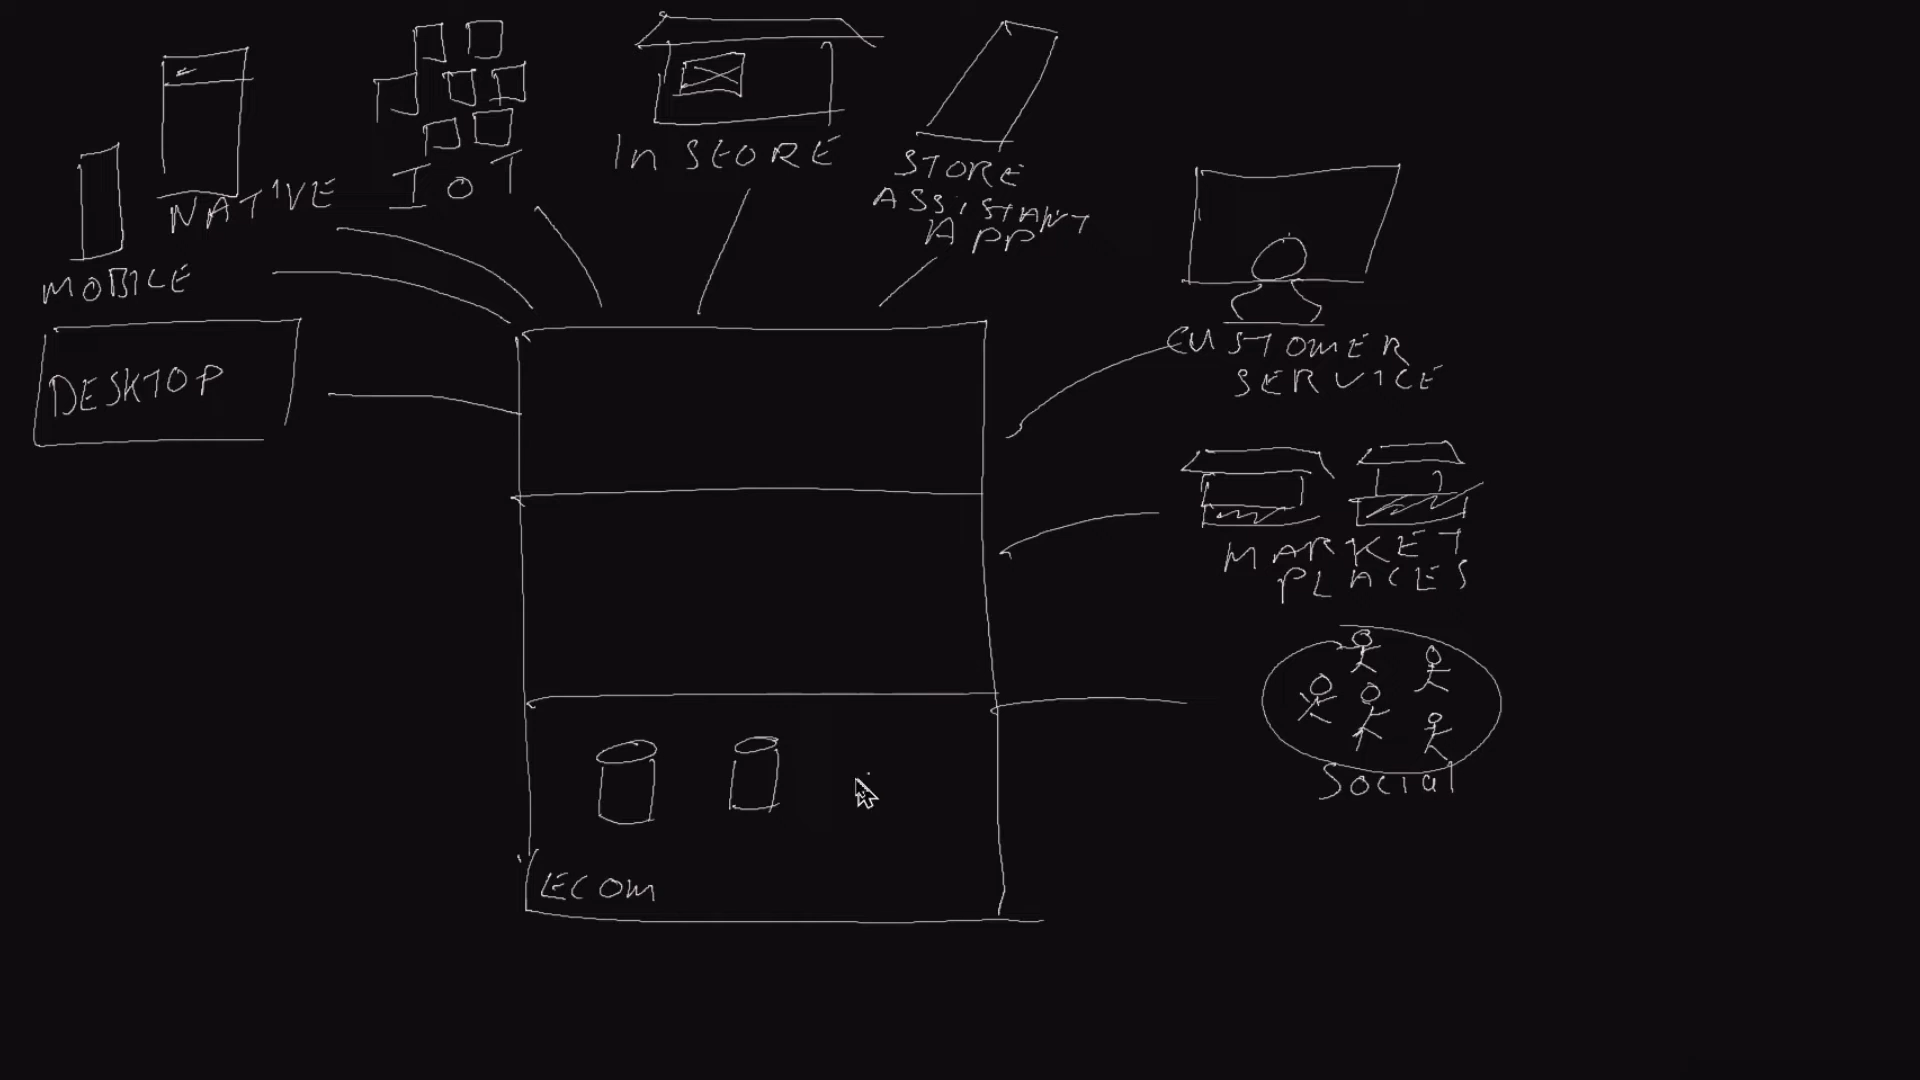 NATIVE
IOT
In STORE
STORE
ASSISTANT
APP
MOBILE
DESKTOP
CUSTOMER
SERVICE
MARKET
PLACES
Social
ECOM